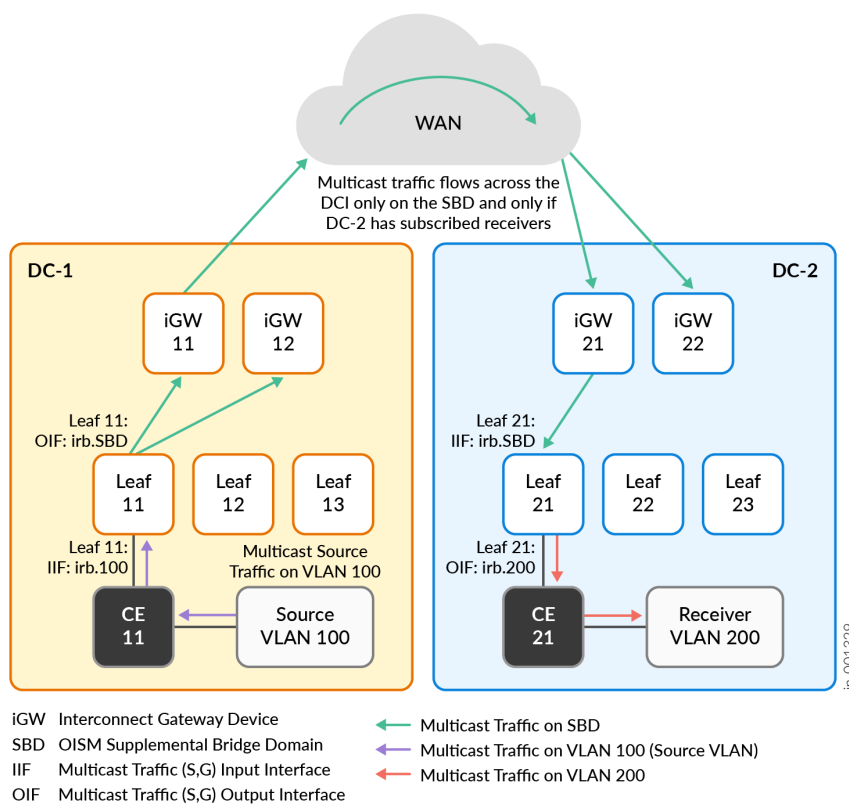 WAN
Multicast traffic flows across the
DCI only on the SBD and only if
DC-2 has subscribed receivers
DC-1
iGW
11
iGW
12
Leaf 11:
OIF: irb.SBD
Leaf
11
Leaf
12
Leaf
13
Leaf 11:
IIF: irb.100
Multicast Source
Traffic on VLAN 100
CE
11
Source
VLAN 100
DC-2
iGW
21
iGW
22
Leaf 21:
IIF: irb.SBD
Leaf
21
Leaf
22
Leaf
23
Leaf 21:
OIF: irb.200
CE
21
Receiver
VLAN 200
iGW Interconnect Gateway Device
SBD OISM Supplemental Bridge Domain
IIF Multicast Traffic (S,G) Input Interface
OIF Multicast Traffic (S,G) Output Interface
Multicast Traffic on SBD
Multicast Traffic on VLAN 100 (Source VLAN)
Multicast Traffic on VLAN 200